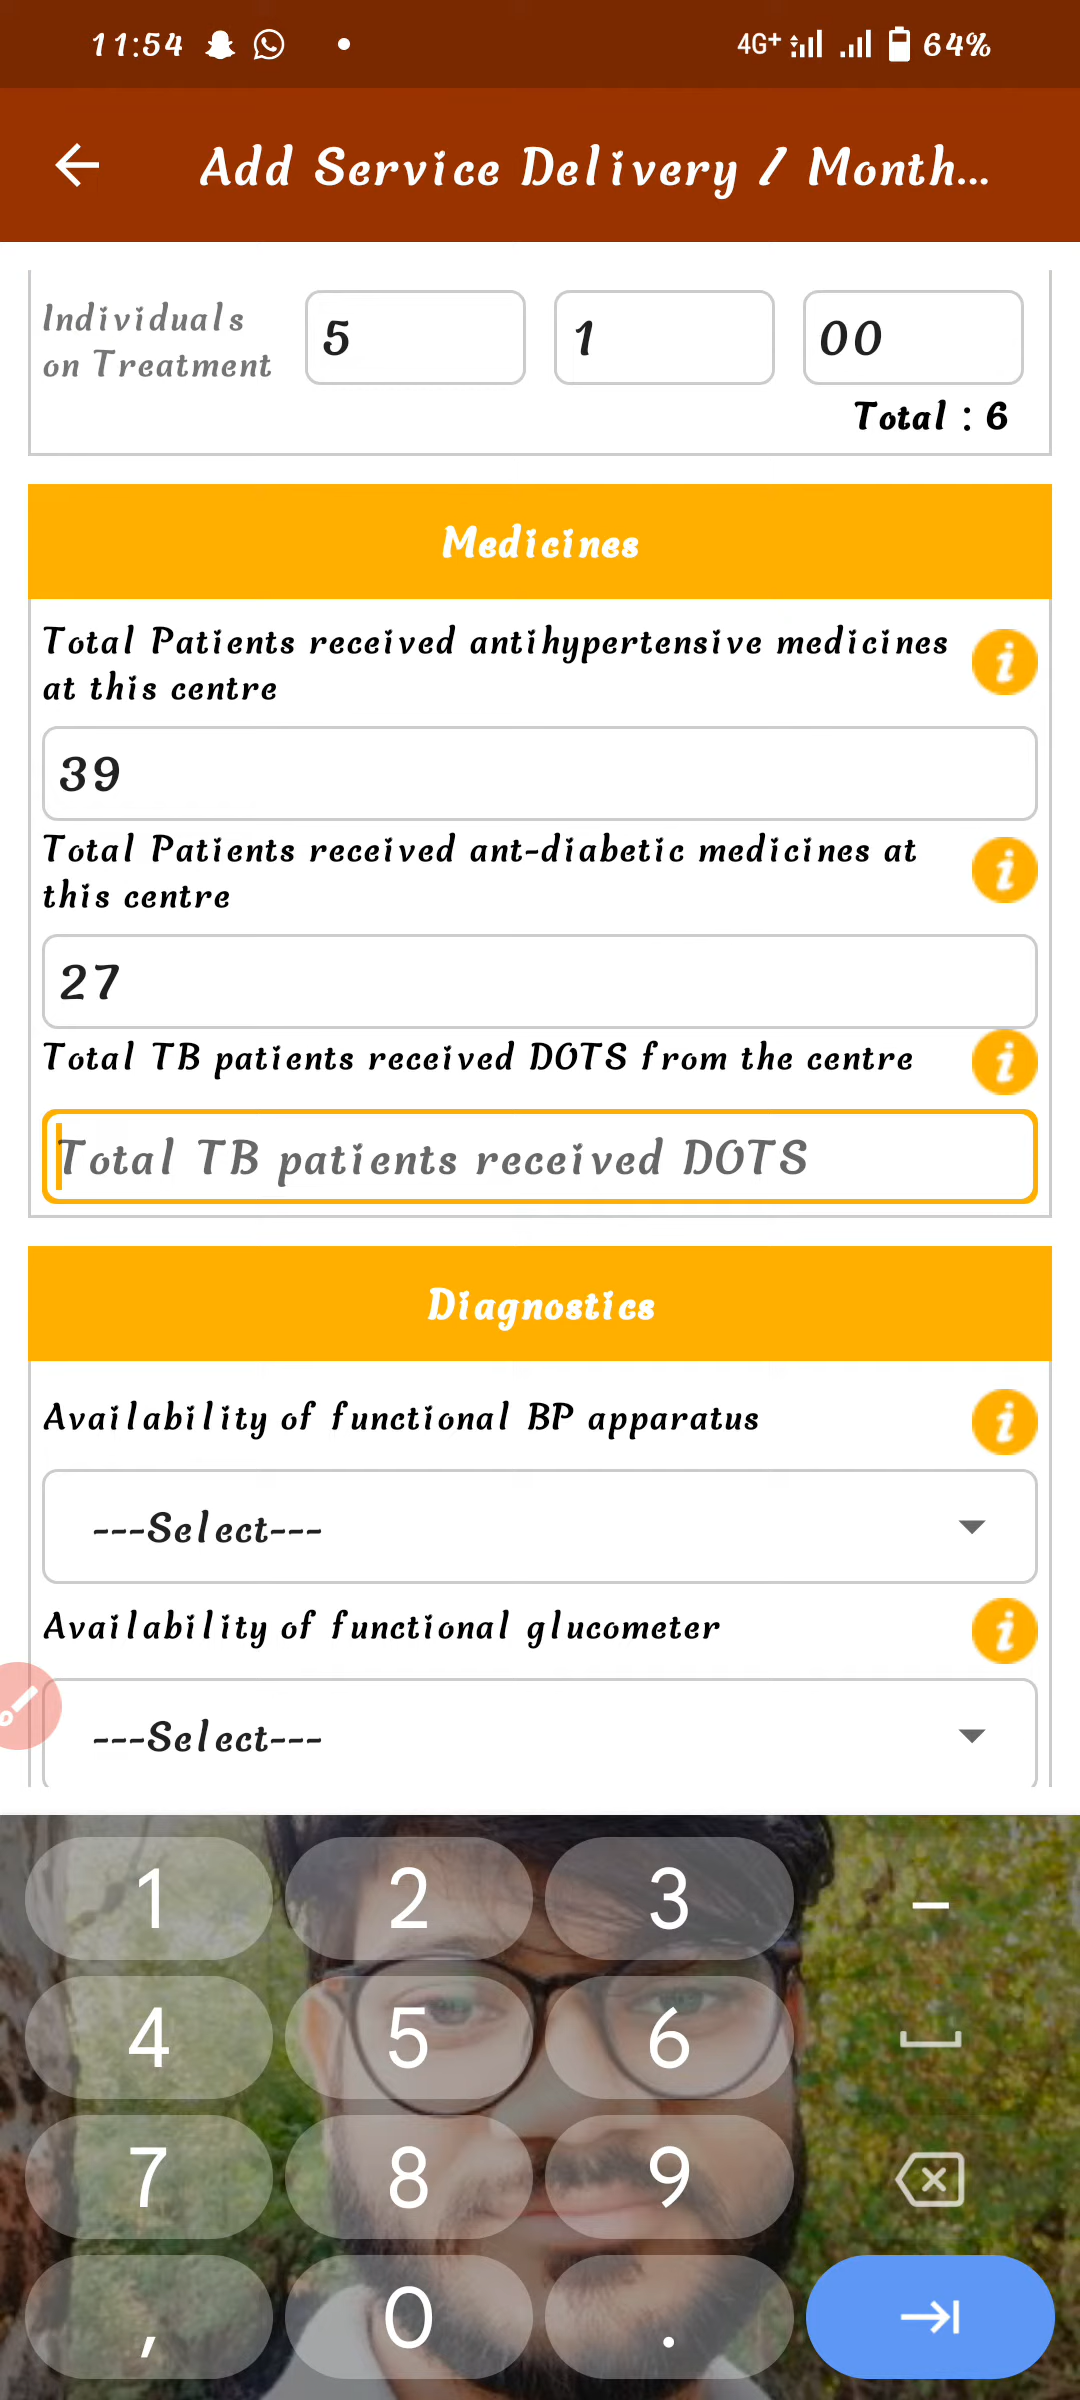 11:54 4G+ 64%
Add Service Delivery / Month...
Individuals
on Treatment
5 1 00
Total : 6
Medicines
Total Patients received antihypertensive medicines
at this centre
39
Total Patients received ant-diabetic medicines at
this centre
27
Total TB patients received DOTS from the centre
Total TB patients received DOTS
Diagnostics
Availability of functional BP apparatus
---Select---
Availability of functional glucometer
---Select---
1 2 3 -
4 5 6
7 8 9
, 0 .